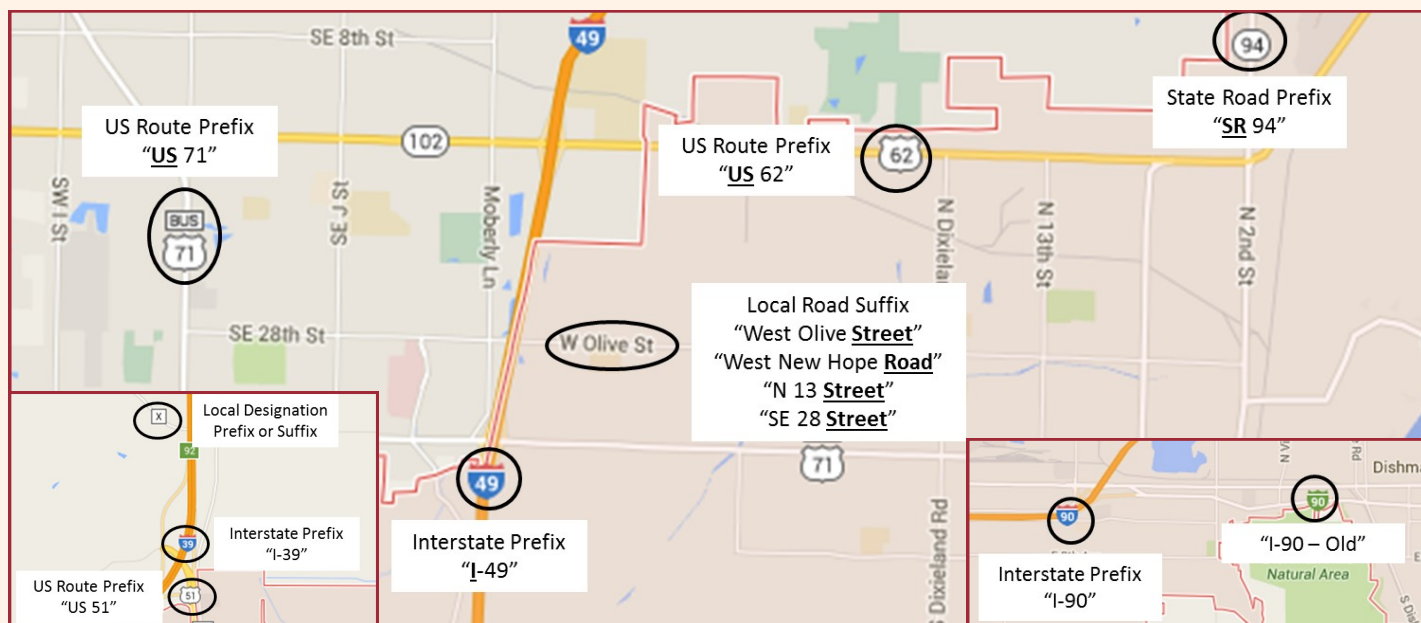 SE 8th St
49
94
State Road Prefix
“SR 94”
US Route Prefix
“US 71”
102
US Route Prefix
“US 62”
62
SW I St
BUS
71
SE J St
Moberly Ln
N 13th St
N 2nd St
SE 28th St
W Olive St
Local Road Suffix
“West Olive Street”
“West New Hope Road”
“N 13 Street”
“SE 28 Street”
71
49
Interstate Prefix
“I-49”
S Dixieland Rd
X
Local Designation
Prefix or Suffix
92
39
Interstate Prefix
“I-39”
US Route Prefix
“US 51”
51
90
Interstate Prefix
“I-90”
90
“I-90 – Old”
Natural Area
Rd